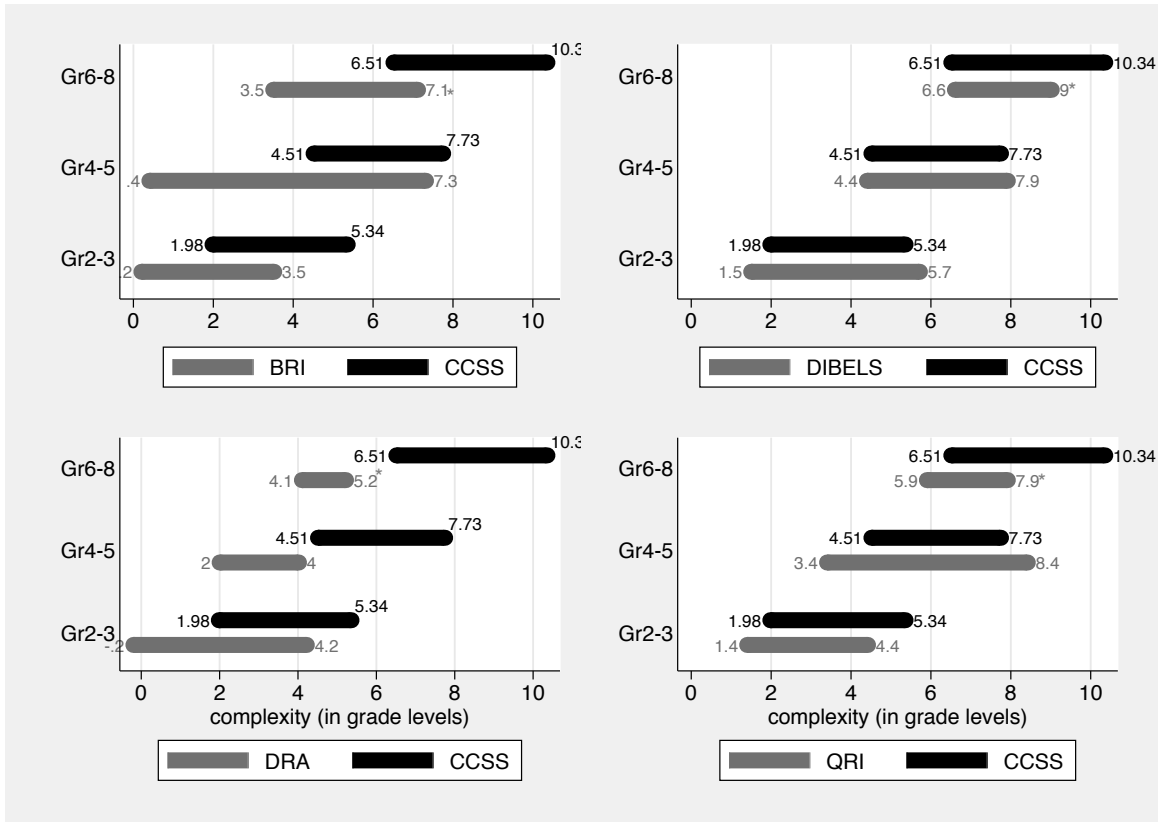 10.3
6.51
Gr6-8
3.5
7.1*
7.73
4.51
Gr4-5
.4
7.3
5.34
1.98
Gr2-3
.2
3.5
0 2 4 6 8 10
BRI CCSS
6.51
10.34
Gr6-8
6.6
9*
4.51
7.73
Gr4-5
4.4
7.9
1.98
5.34
Gr2-3
1.5
5.7
0 2 4 6 8 10
DIBELS CCSS
10.3
6.51
Gr6-8
4.1
5.2*
7.73
4.51
Gr4-5
2
4
5.34
1.98
Gr2-3
-.2
4.2
0 2 4 6 8 10
complexity (in grade levels)
DRA CCSS
6.51
10.34
Gr6-8
5.9
7.9*
4.51
7.73
Gr4-5
3.4
8.4
1.98
5.34
Gr2-3
1.4
4.4
0 2 4 6 8 10
complexity (in grade levels)
QRI CCSS